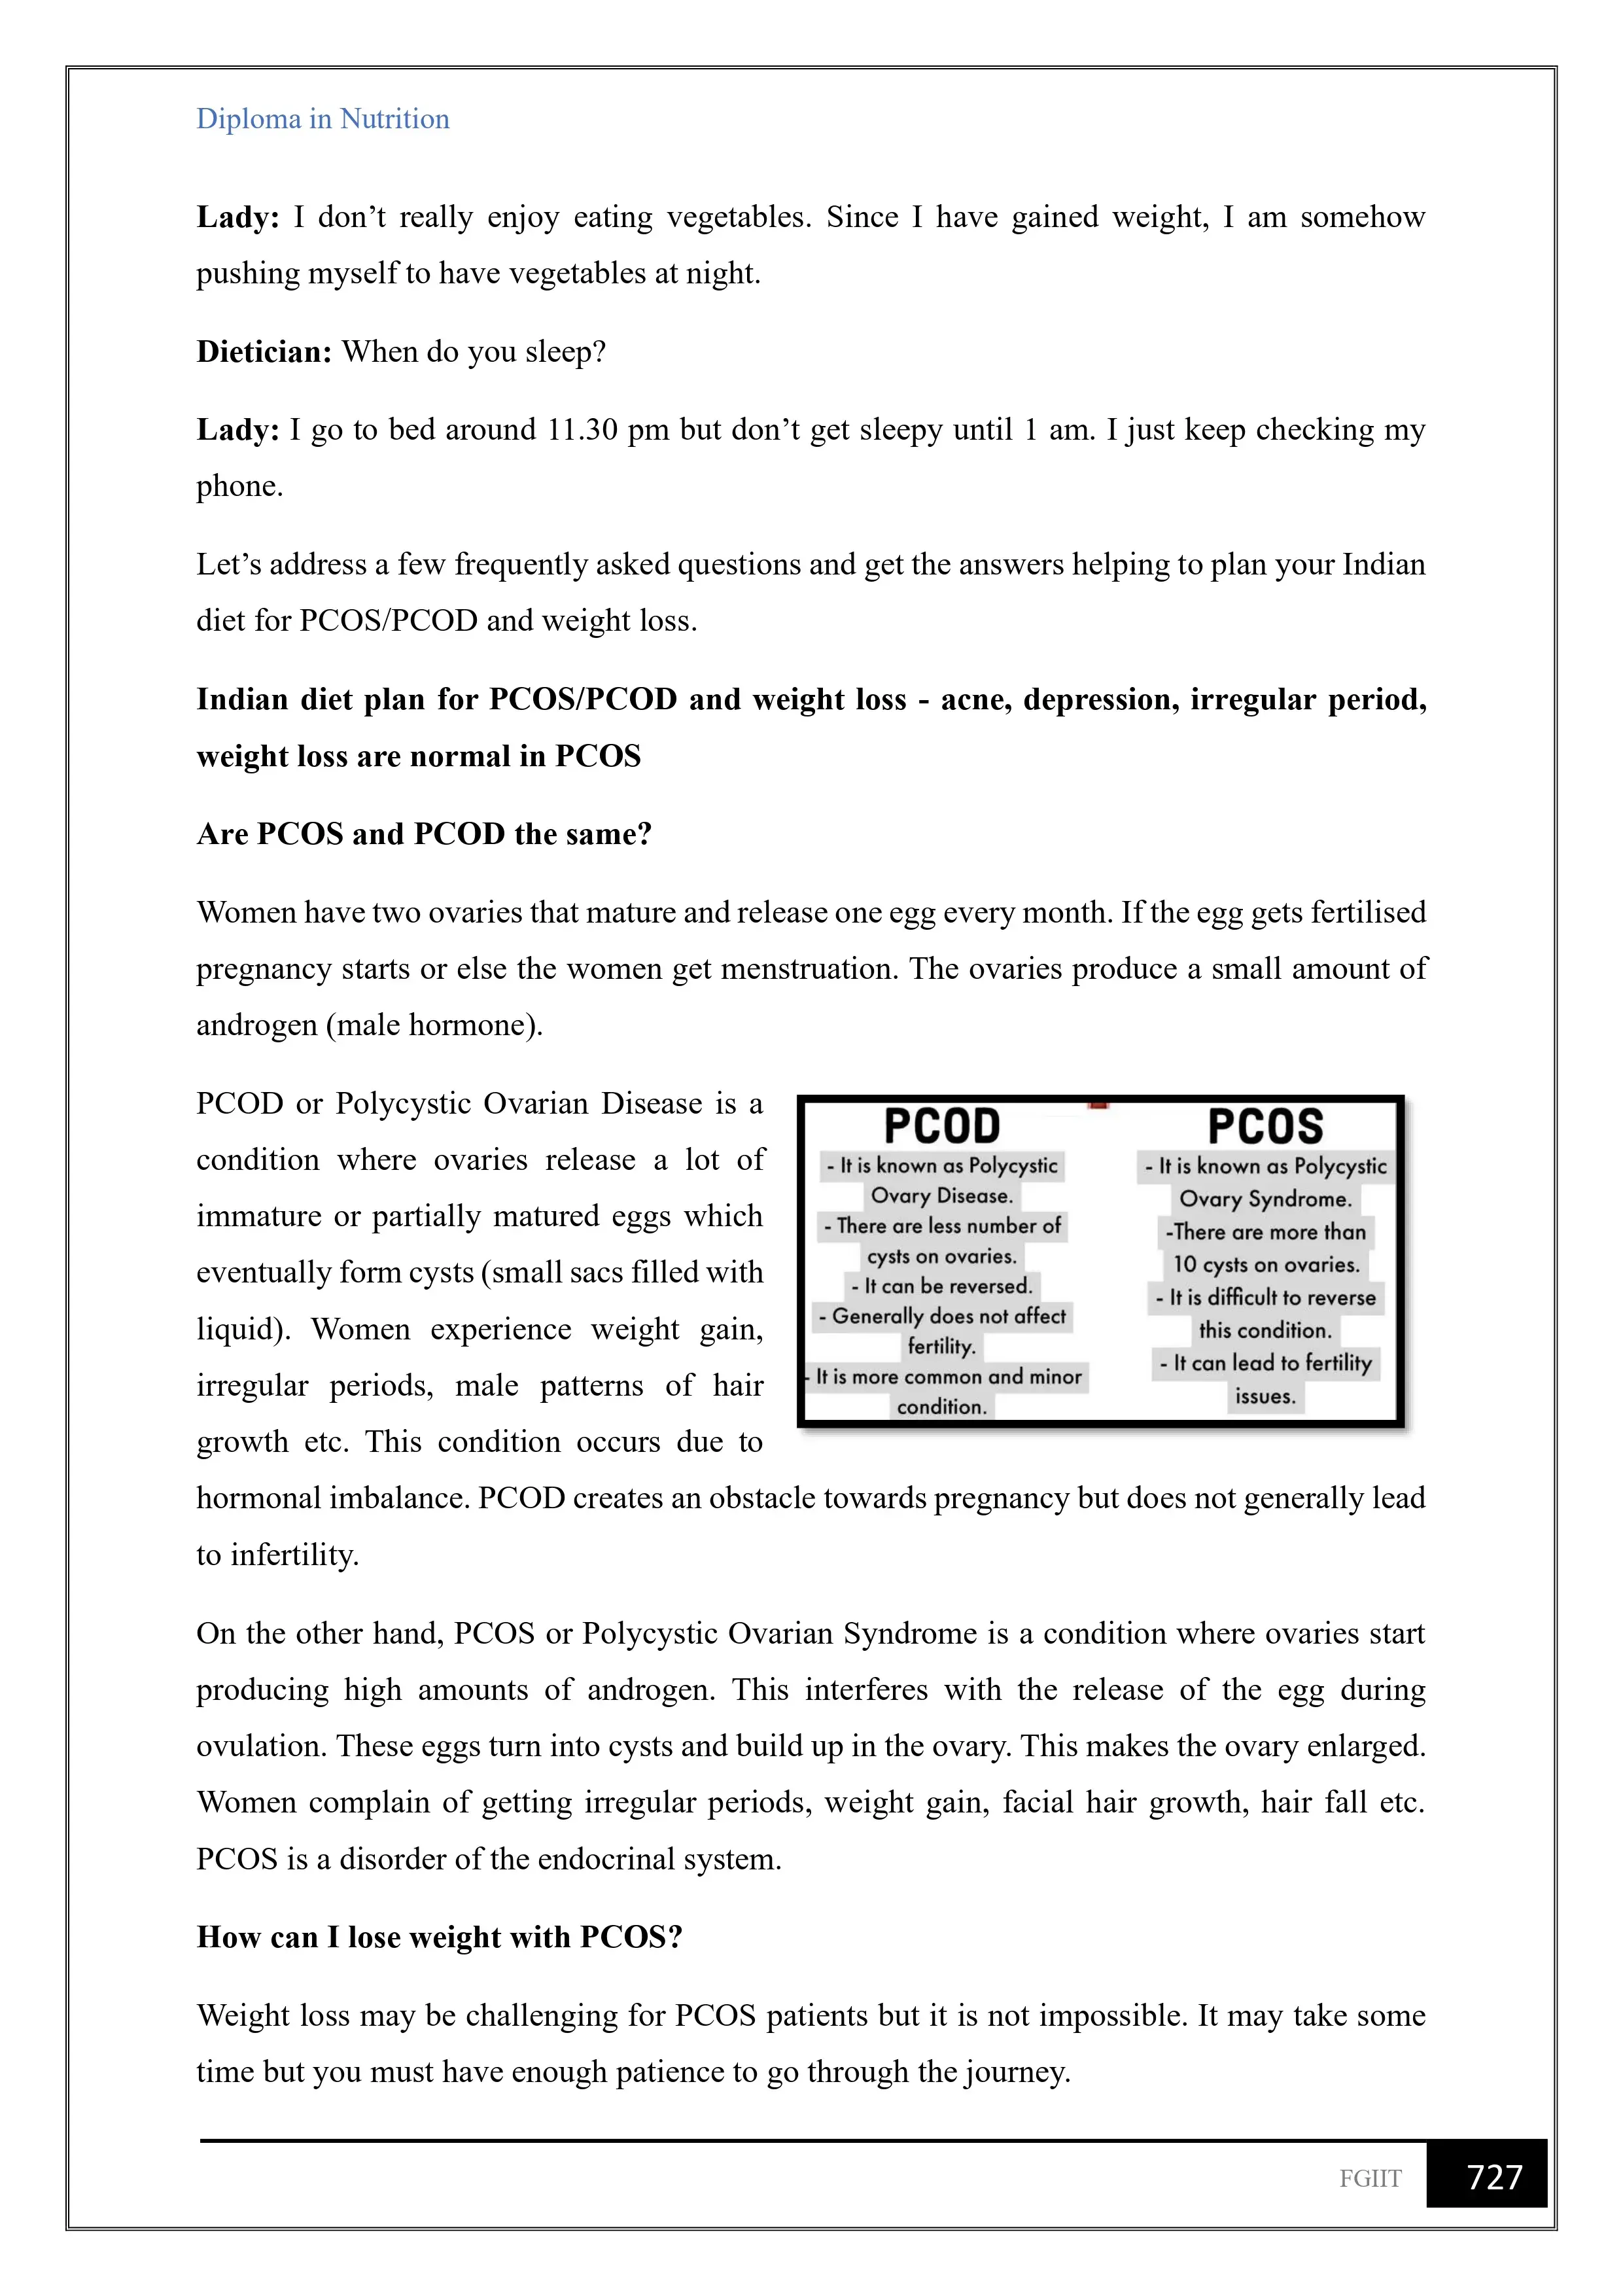 Diploma in Nutrition
Lady: I don’t really enjoy eating vegetables. Since I have gained weight, I am somehow
pushing myself to have vegetables at night.
Dietician: When do you sleep?
Lady: I go to bed around 11.30 pm but don’t get sleepy until 1 am. I just keep checking my
phone.
Let’s address a few frequently asked questions and get the answers helping to plan your Indian
diet for PCOS/PCOD and weight loss.
Indian diet plan for PCOS/PCOD and weight loss - acne, depression, irregular period,
weight loss are normal in PCOS
Are PCOS and PCOD the same?
Women have two ovaries that mature and release one egg every month. If the egg gets fertilised
pregnancy starts or else the women get menstruation. The ovaries produce a small amount of
androgen (male hormone).
PCOD or Polycystic Ovarian Disease is a
condition where ovaries release a lot of
immature or partially matured eggs which
eventually form cysts (small sacs filled with
liquid). Women experience weight gain,
irregular periods, male patterns of hair
growth etc. This condition occurs due to
hormonal imbalance. PCOD creates an obstacle towards pregnancy but does not generally lead
to infertility.
PCOD
- It is known as Polycystic
Ovary Disease.
- There are less number of
cysts on ovaries.
- It can be reversed.
- Generally does not affect
fertility.
- It is more common and minor
condition.
PCOS
- It is known as Polycystic
Ovary Syndrome.
-There are more than
10 cysts on ovaries.
- It is difficult to reverse
this condition.
- It can lead to fertility
issues.
On the other hand, PCOS or Polycystic Ovarian Syndrome is a condition where ovaries start
producing high amounts of androgen. This interferes with the release of the egg during
ovulation. These eggs turn into cysts and build up in the ovary. This makes the ovary enlarged.
Women complain of getting irregular periods, weight gain, facial hair growth, hair fall etc.
PCOS is a disorder of the endocrinal system.
How can I lose weight with PCOS?
Weight loss may be challenging for PCOS patients but it is not impossible. It may take some
time but you must have enough patience to go through the journey.
FGIIT
727